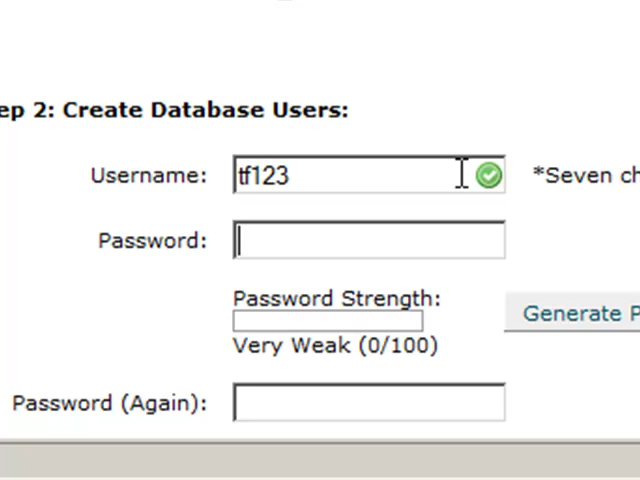 ep 2: Create Database Users:
Username: tf123 *Seven ch
Password:
Password Strength:
Generate P
Very Weak (0/100)
Password (Again):